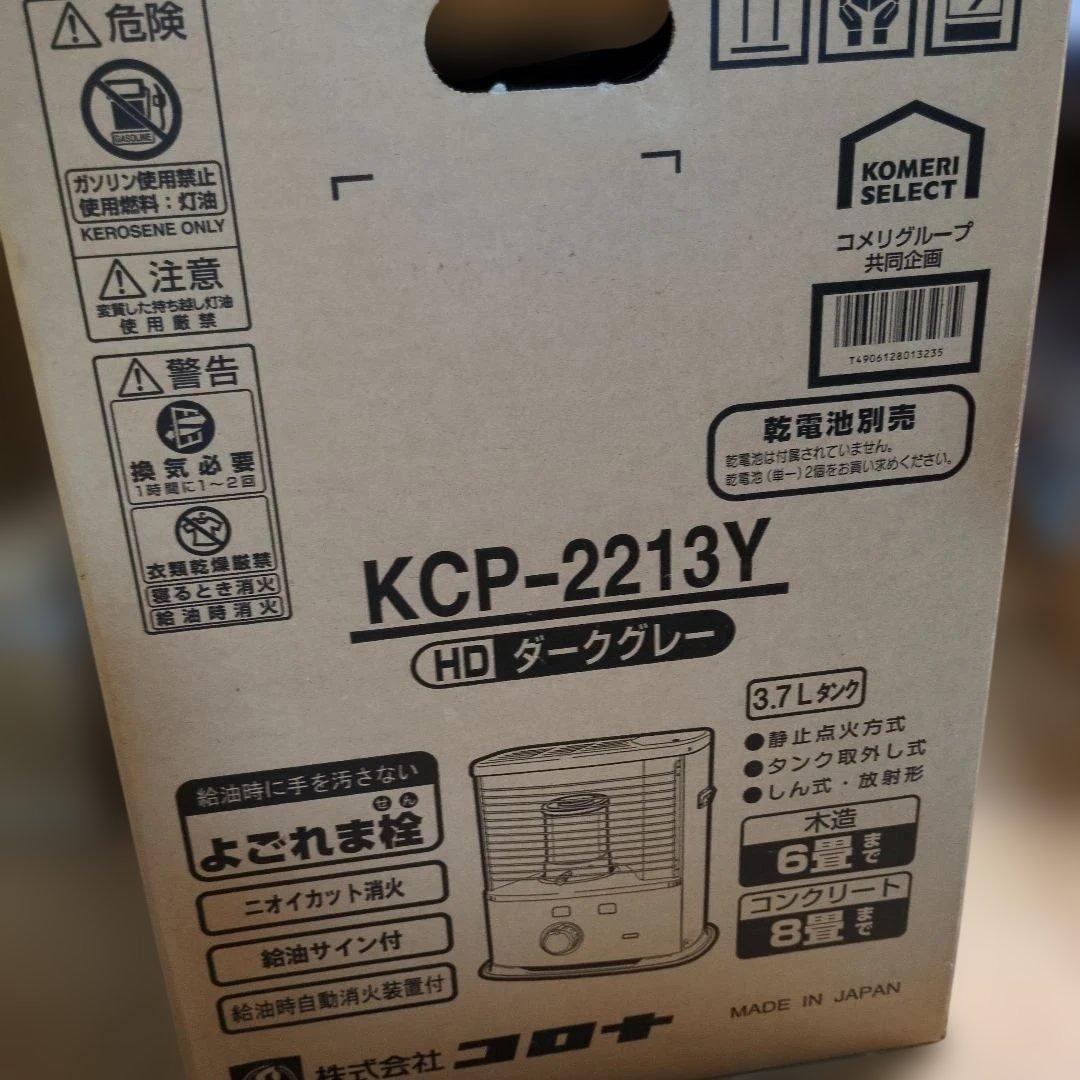 危険
GASOLINE
ガソリン使用禁止
使用燃料：灯油
KEROSENE ONLY
注意
変質した持ち越し灯油
使用厳禁
警告
換気必要
1時間に1〜2回
衣類乾燥厳禁
寝るとき消火
給油時消火
KOMERI
SELECT
コメリグループ
共同企画
T4906128013235
乾電池別売
乾電池は付属されていません。
乾電池（単一）2個をお買い求めください。
KCP-2213Y
HD ダークグレー
3.7Lタンク
●静止点火方式
●タンク取外し式
●しん式・放射形
木造
6畳まで
コンクリート
8畳まで
給油時に手を汚さない
せん
よごれま栓
ニオイカット消火
給油サイン付
給油時自動消火装置付
MADE IN JAPAN
株式会社コロナ